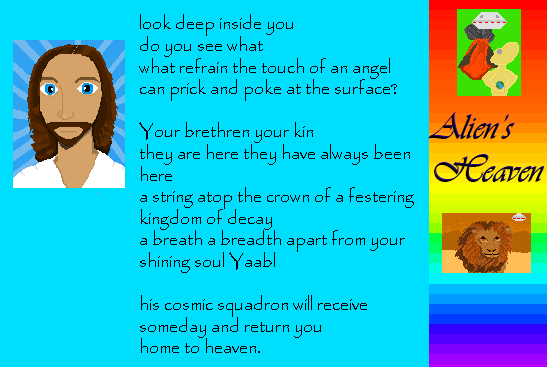 look deep inside you
do you see what
what refrain the touch of an angel
can prick and poke at the surface?
Your brethren your kin
they are here they have always been
here
a string atop the crown of a festering
kingdom of decay
a breath a breadth apart from your
shining soul Yaabl
his cosmic squadron will receive
someday and return you
home to heaven.
Alien's
Heaven